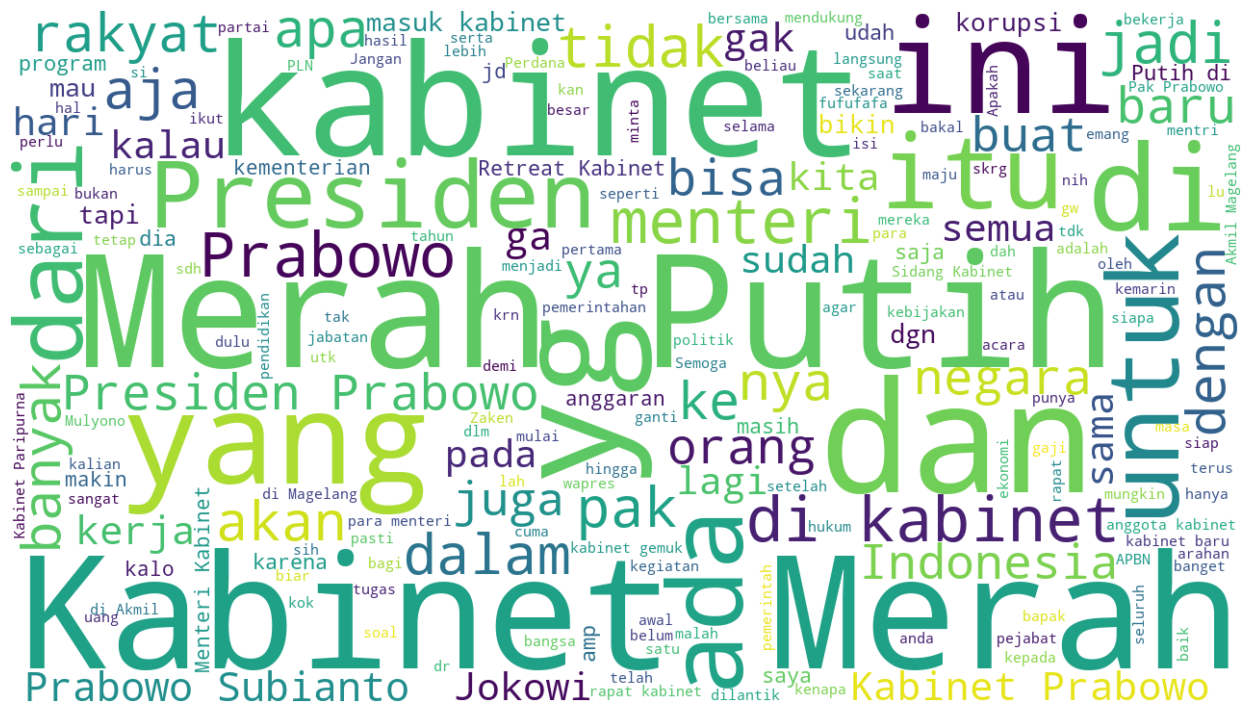 rakyat
partai
apa
masuk kabinet
hasil
serta
Jangan
lebih
tidak
gak
bersama
mendukung
udah
korupsi
bekerja
jadi
program
si
PLN
jd
Perdana
beliau
langsung
saat
Putih di
mau
aja
kabinet
kan
sekarang
fufufafa
ini
Apakah
Pak Prabowo
baru
hal
ikut
besar
minta
selama
bikin
isi
bakal
buat
emang
mentri
hari
perlu
kalau
kementerian
Retreat Kabinet
bisa
kita
skrg
maju
nih
itu
di
sampai
harus
bukan
Presiden
seperti
menteri
mereka
para
gw
lu
Akmil Magelang
tapi
sebagai
tetap
dia
tahun
Prabowo
ga
pertama
sudah
saja
semua
tdk
adalah
dari
sdh
menjadi
ya
Sidang Kabinet
dah
oleh
untuk
dengan
Merah
Putih
tp
pemerintahan
agar
kebijakan
atau
kemarin
siapa
dulu
tak
jabatan
krn
yg
politik
dgn
acara
pendidikan
utk
demi
Semoga
Presiden Prabowo
anggaran
ke
nya
negara
punya
banyak
Kabinet Paripurna
Mulyono
yang
Zaken
dlm
mulai
ganti
masih
dan
sama
masa
siap
kalian
makin
pada
orang
gaji
rapat
ekonomi
terus
sangat
di Magelang
lah
hingga
wapres
lagi
setelah
mungkin
hanya
kerja
Menteri Kabinet
akan
para menteri
juga
pak
ada
hukum
di kabinet
anggota kabinet
pasti
cuma
kabinet baru
sih
karena
dalam
kabinet gemuk
kegiatan
Indonesia
APBN
arahan
banget
kalo
bagi
biar
tugas
Kabinet
Merah
di Akmil
uang
kok
soal
awal
amp
belum
malah
pemerintah
bapak
pejabat
seluruh
bangsa
satu
anda
kepada
baik
dr
telah
Prabowo Subianto
Jokowi
rapat kabinet
saya
dilantik
kenapa
Kabinet Prabowo